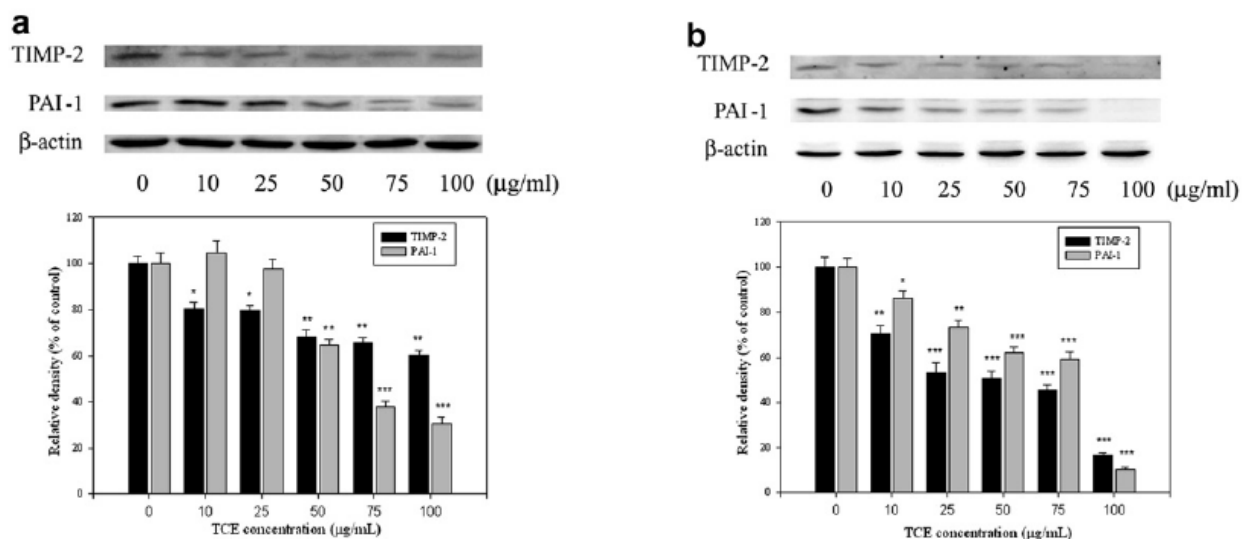 a
TIMP-2
PAI-1
β-actin
0 10 25 50 75 100 (µg/ml)
120
100
80
60
40
20
0
Relative density (% of control)
TIMP-2
PAI-1
* * ** ** ** *** ** ***
0 10 25 50 75 100
TCE concentration (µg/mL)
b
TIMP-2
PAI-1
β-actin
0 10 25 50 75 100 (µg/ml)
120
100
80
60
40
20
0
Relative density (% of control)
TIMP-2
PAI-1
** * *** ** *** *** *** *** *** ***
0 10 25 50 75 100
TCE concentration (µg/mL)